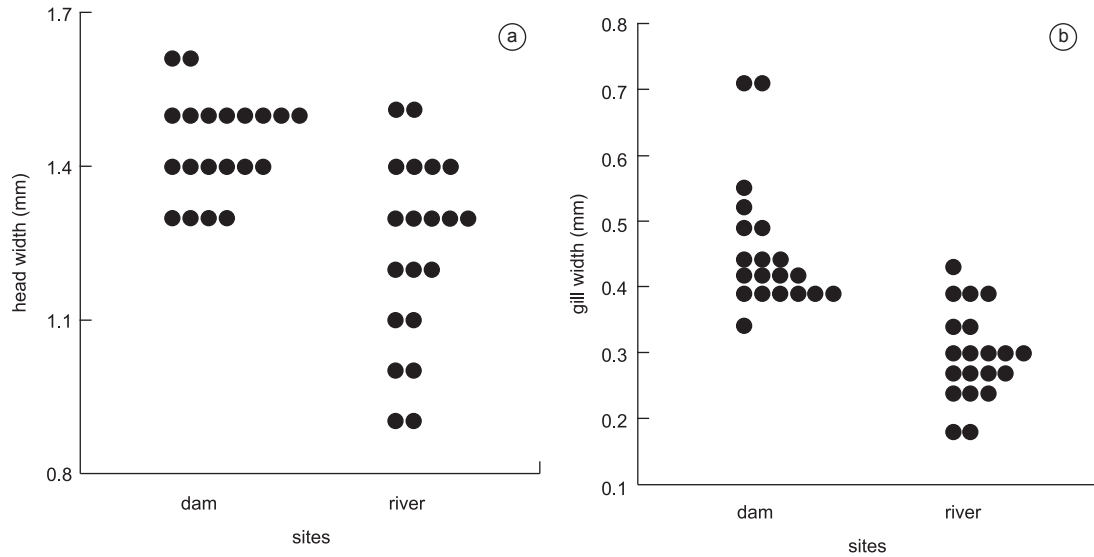 1.7
1.4
1.1
0.8
head width (mm)
a
dam river
sites
0.8
0.7
0.6
0.5
0.4
0.3
0.2
0.1
gill width (mm)
b
dam river
sites